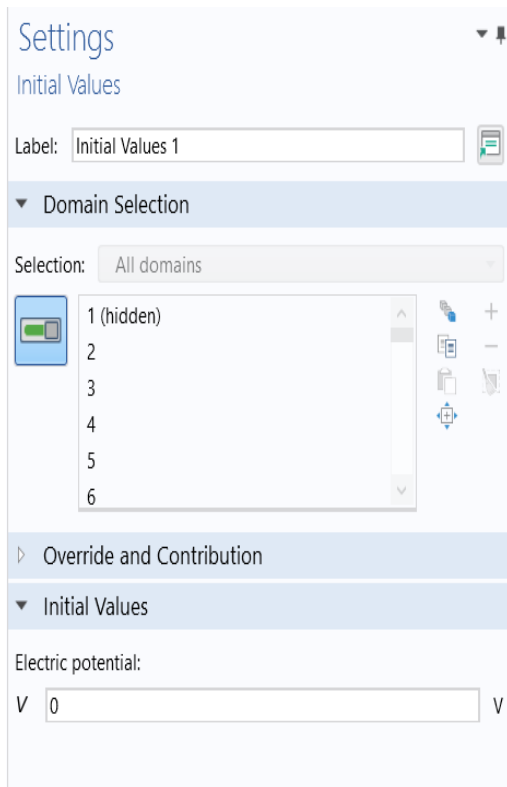 Settings
Initial Values
Label: Initial Values 1
Domain Selection
Selection: All domains
1 (hidden)
2
3
4
5
6
Override and Contribution
Initial Values
Electric potential:
V 0 V